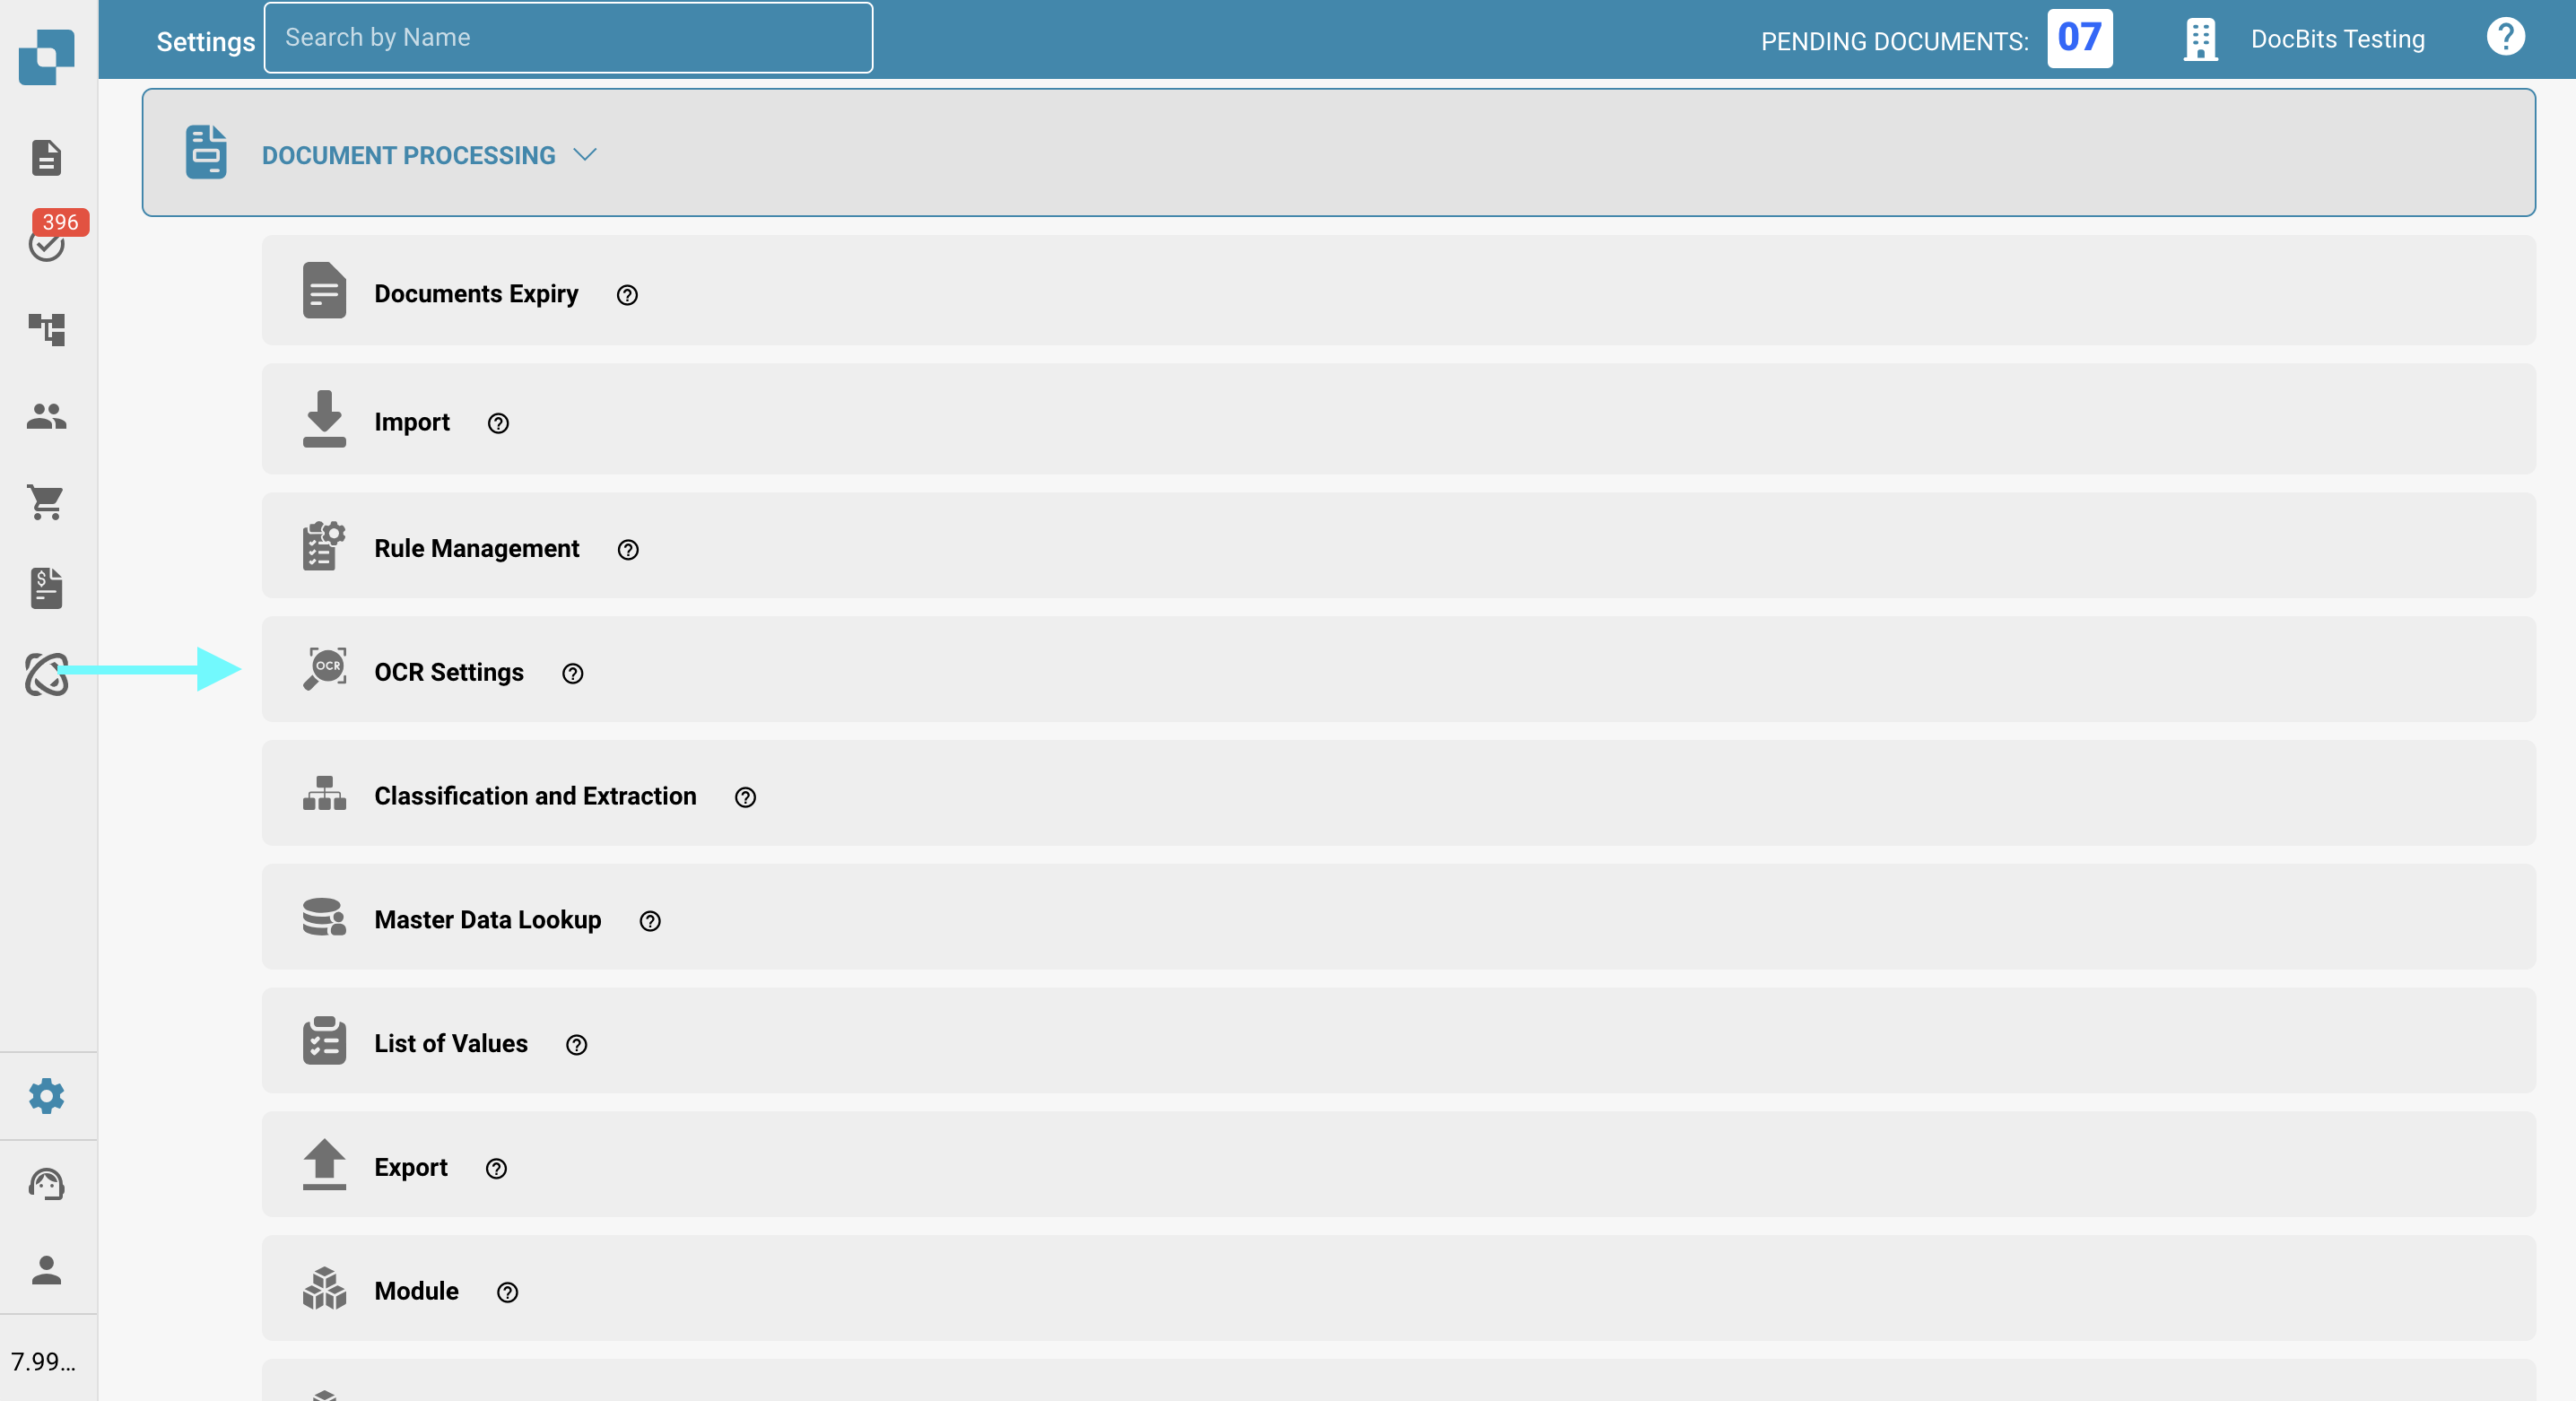 Settings
Search by Name
PENDING DOCUMENTS: 07
DocBits Testing
?
396
DOCUMENT PROCESSING
Documents Expiry ?
Import ?
Rule Management ?
OCR
OCR Settings ?
Classification and Extraction ?
Master Data Lookup ?
List of Values ?
Export ?
Module ?
$
7.99...